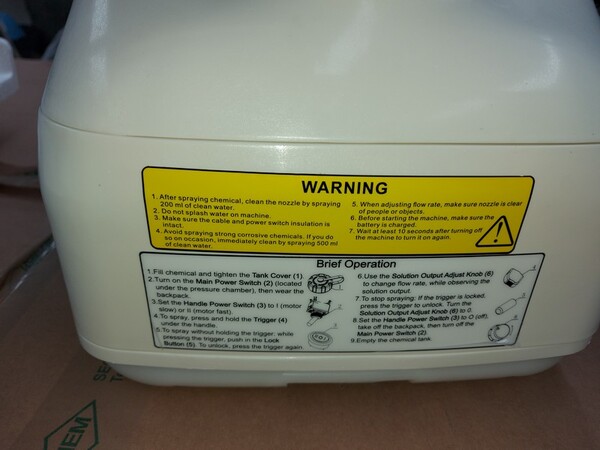 WARNING
1. After spraying chemical, clean the nozzle by spraying
200 ml of clean water.
2. Do not splash water on machine.
3. Make sure the cable and power switch insulation is
intact.
4. Avoid spraying strong corrosive chemicals. If you do
so on occasion, immediately clean by spraying 500 ml
of clean water.
5. When adjusting flow rate, make sure nozzle is clear
of people or objects.
6. Before starting the machine, make sure the
battery is charged.
7. Wait at least 10 seconds after turning off
the machine to turn it on again.
Brief Operation
1.Fill chemical and tighten the Tank Cover (1).
2.Turn on the Main Power Switch (2) (located
under the pressure chamber), then wear the
backpack.
3.Set the Handle Power Switch (3) to I (motor
slow) or II (motor fast).
4.To spray, press and hold the Trigger (4)
under the handle.
5.To spray without holding the trigger, while
pressing the trigger, push in the Lock
Button (5). To unlock, press the trigger again.
6.Use the Solution Output Adjust Knob (6)
to change flow rate, while observing the
solution output.
7.To stop spraying: If the trigger is locked,
press the trigger to unlock. Turn the
Solution Output Adjust Knob (6) to 0.
8.Set the Handle Power Switch (3) to O (off),
take off the backpack, then turn off the
Main Power Switch (2).
9.Empty the chemical tank.